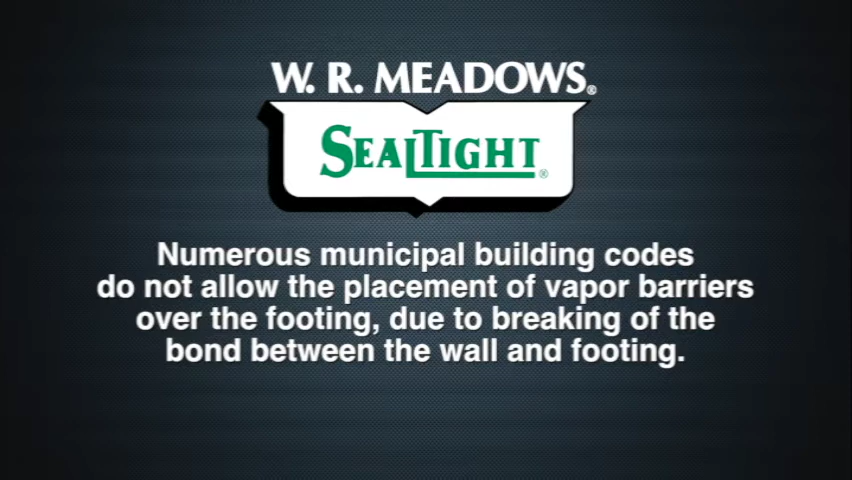 W. R. MEADOWS®
SEALTIGHT®
Numerous municipal building codes
do not allow the placement of vapor barriers
over the footing, due to breaking of the
bond between the wall and footing.